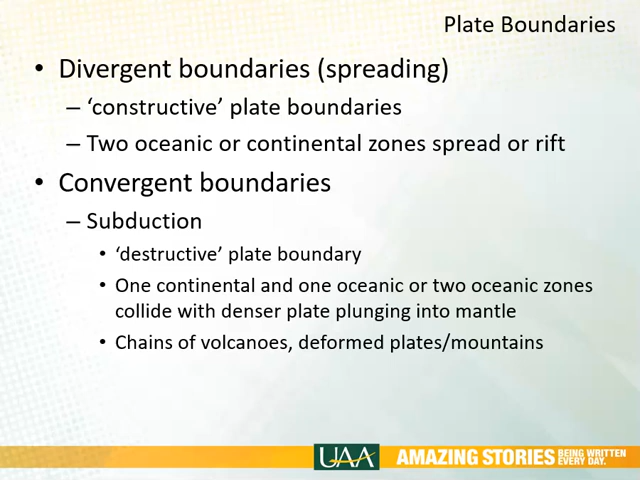 Plate Boundaries
• Divergent boundaries (spreading)
– ‘constructive’ plate boundaries
– Two oceanic or continental zones spread or rift
• Convergent boundaries
– Subduction
• ‘destructive’ plate boundary
• One continental and one oceanic or two oceanic zones
collide with denser plate plunging into mantle
• Chains of volcanoes, deformed plates/mountains
UAA
AMAZING STORIES BEING WRITTEN
EVERY DAY.